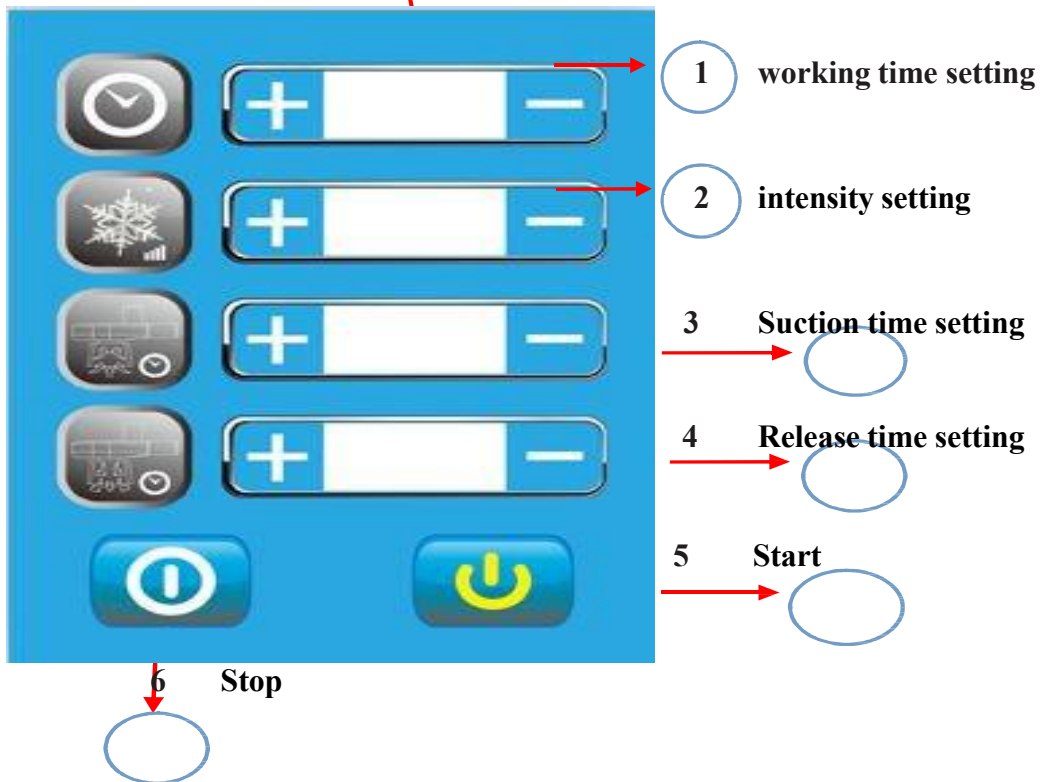 1 working time setting
2 intensity setting
3 Suction time setting
4 Release time setting
5 Start
6 Stop